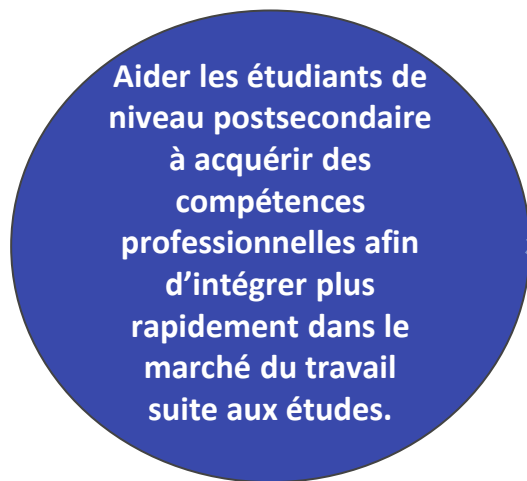 Aider les étudiants de
niveau postsecondaire
à acquérir des
compétences
professionnelles afin
d’intégrer plus
rapidement dans le
marché du travail
suite aux études.